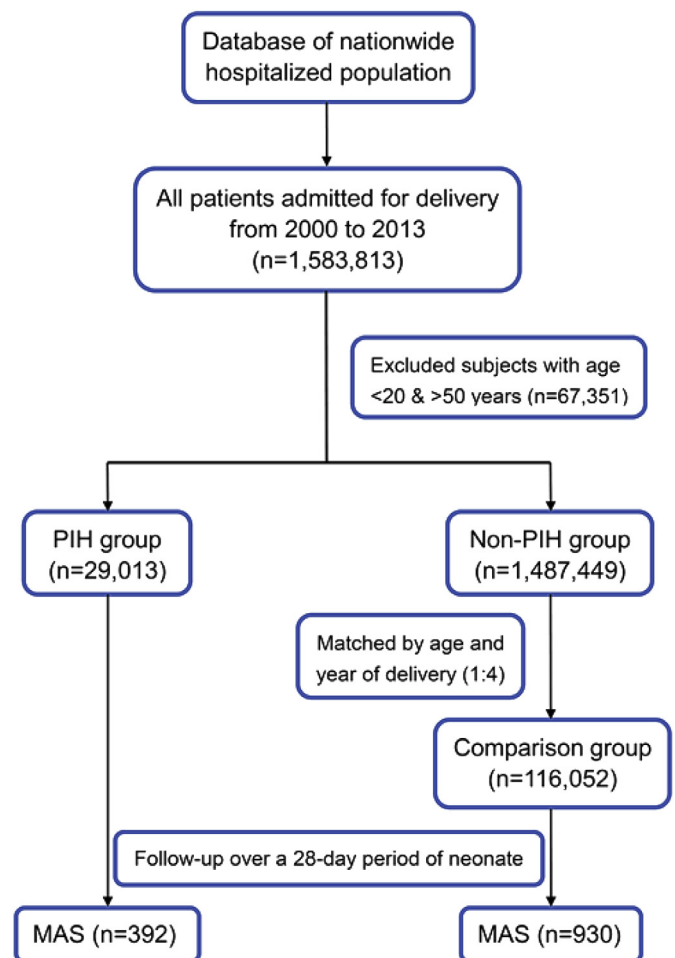 Database of nationwide
hospitalized population
All patients admitted for delivery
from 2000 to 2013
(n=1,583,813)
Excluded subjects with age
<20 & >50 years (n=67,351)
PIH group
(n=29,013)
Non-PIH group
(n=1,487,449)
Matched by age and
year of delivery (1:4)
Comparison group
(n=116,052)
Follow-up over a 28-day period of neonate
MAS (n=392)
MAS (n=930)